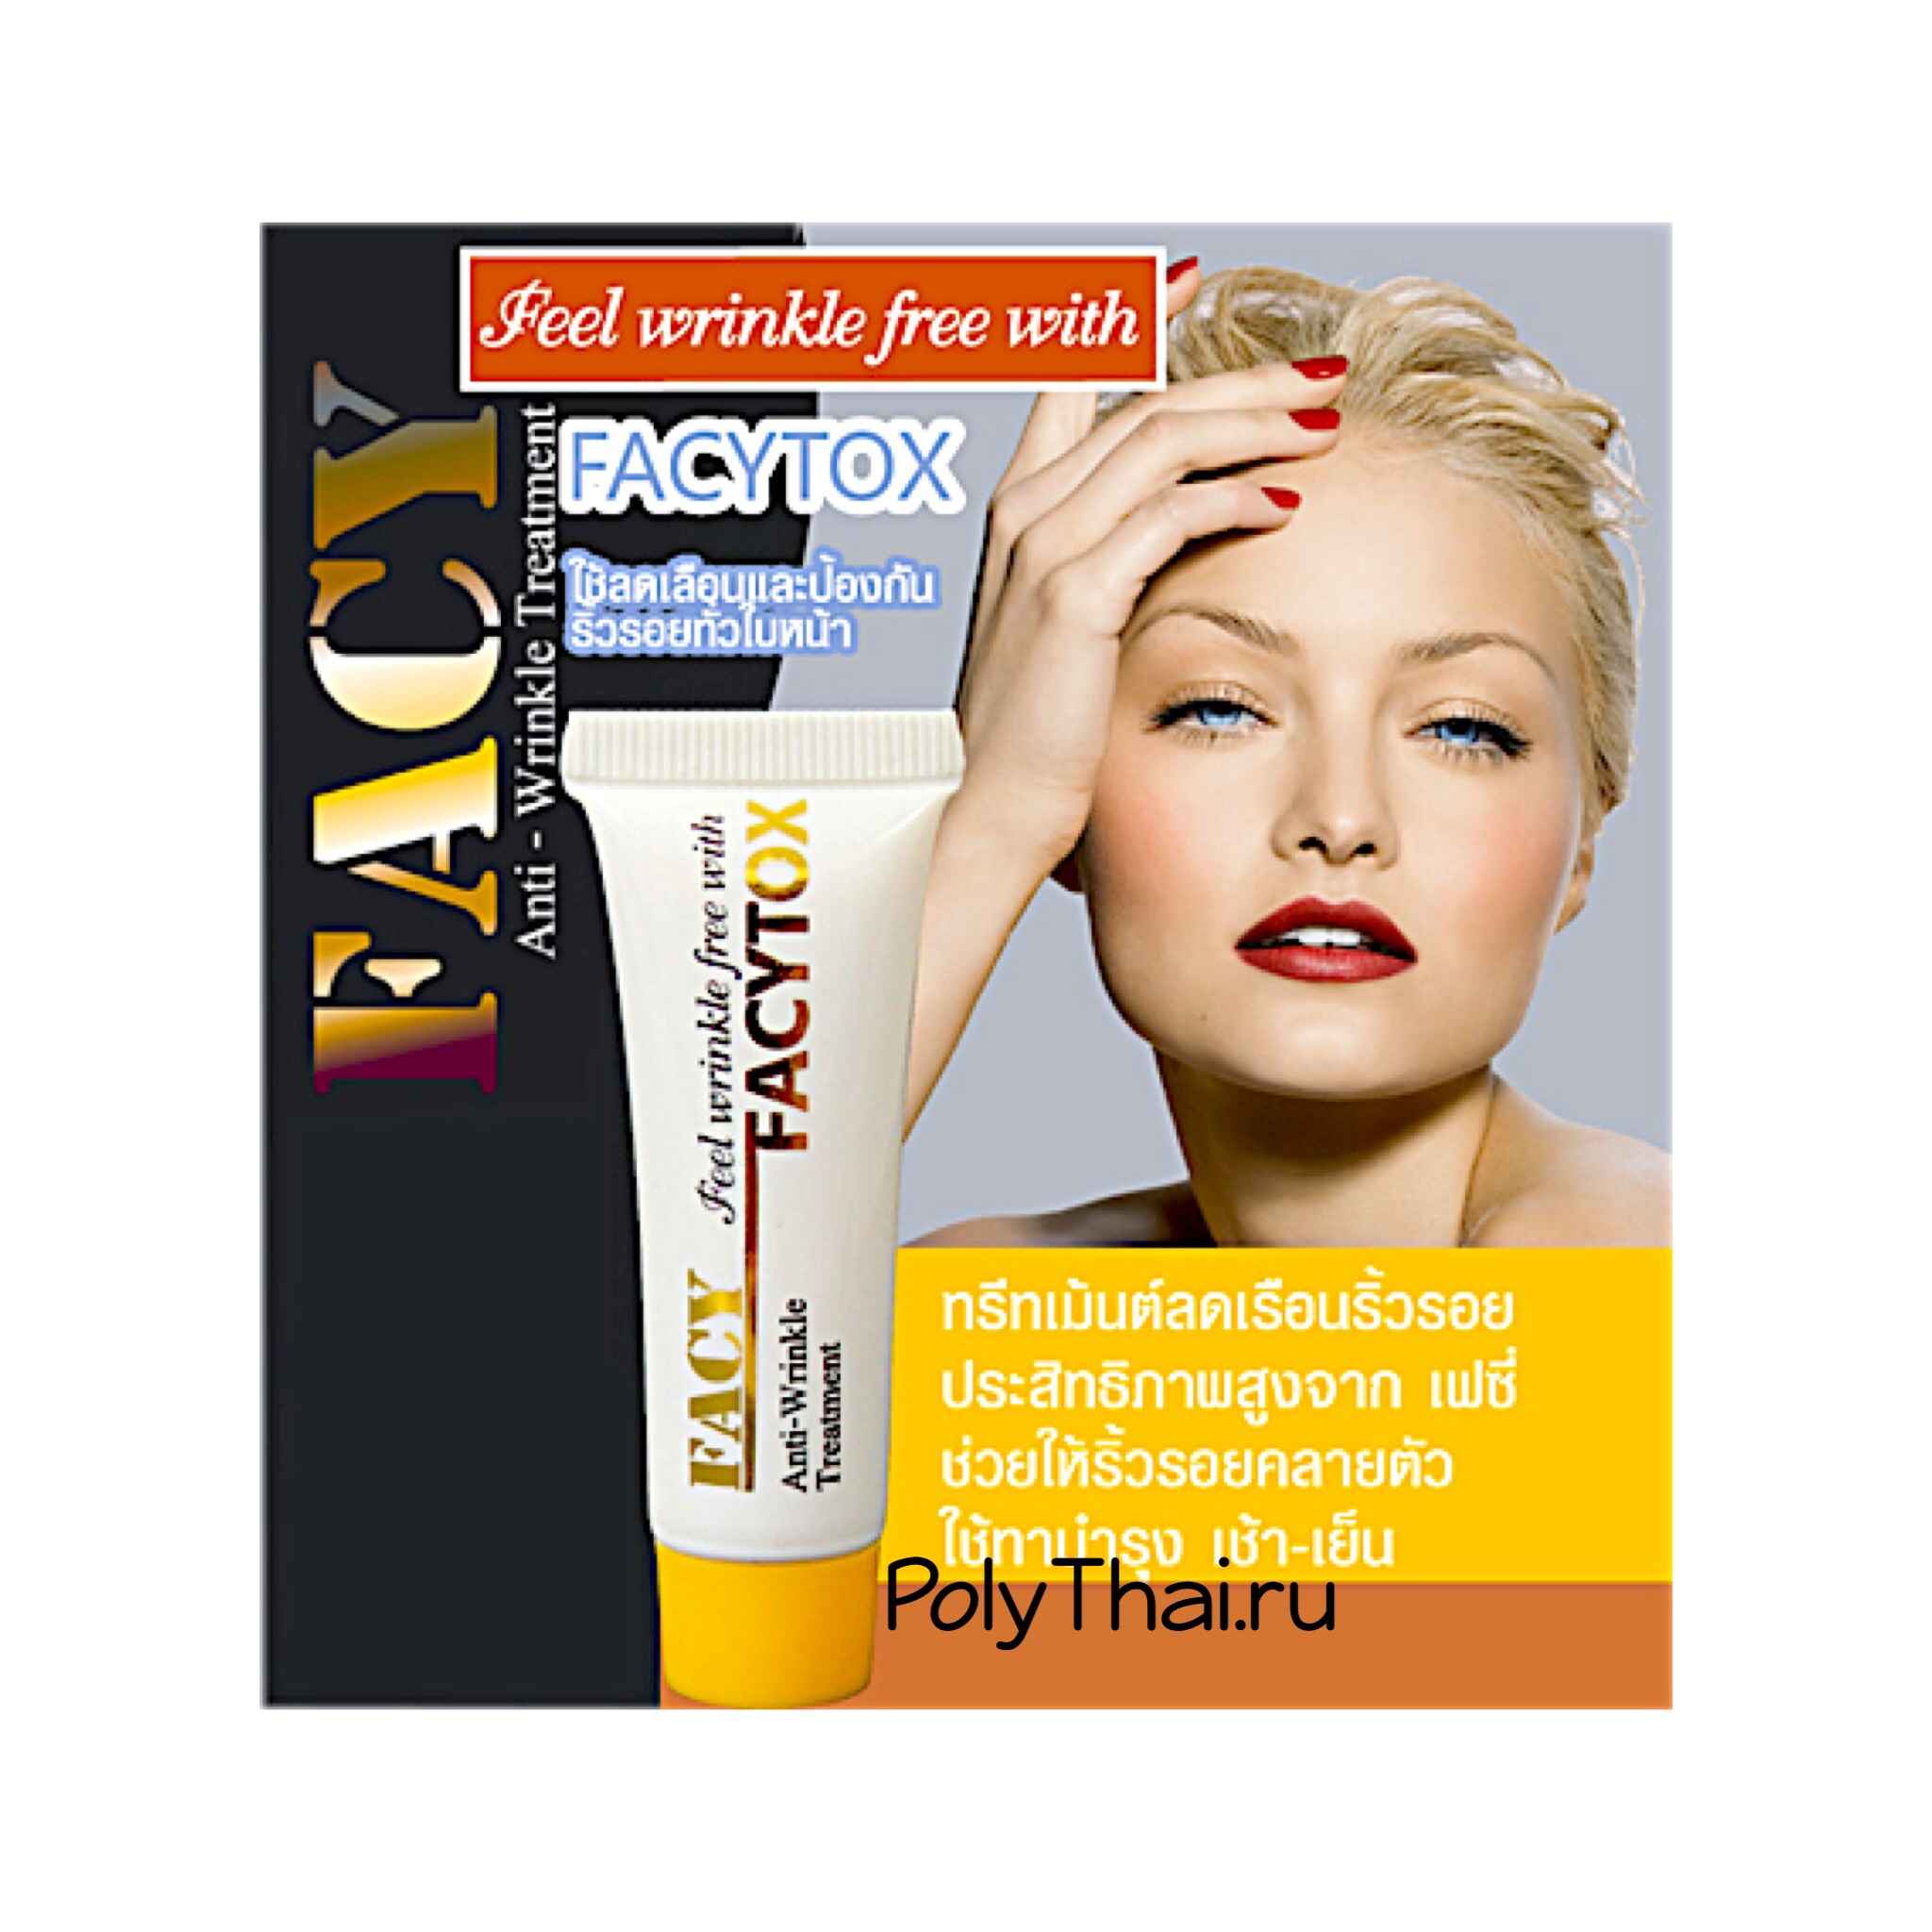 Feel wrinkle free with
FACY
Anti - Wrinkle Treatment
FACYTOX
ใช้ลดเลือนและป้องกัน
ริ้วรอยทั่วใบหน้า
Feel wrinkle free with
FACYTOX
FACY
Anti-Wrinkle
Treatment
ทรีทเม้นต์ลดเรือนริ้วรอย
ประสิทธิภาพสูงจาก เฟซี่
ช่วยให้ริ้วรอยคลายตัว
ใช้ทาบำรุง เช้า-เย็น
PolyThai.ru